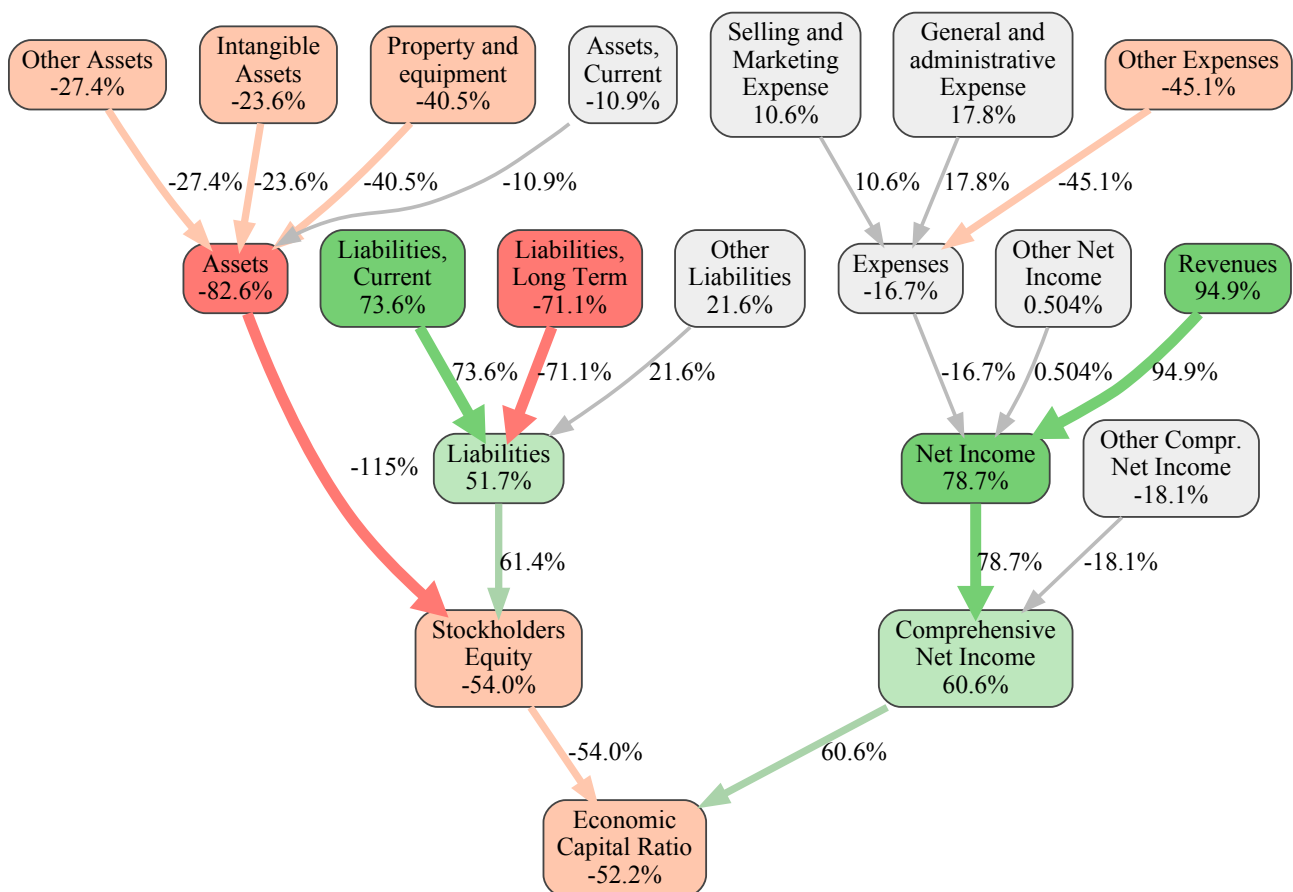 Other Assets
-27.4%
Intangible
Assets
-23.6%
Property and
equipment
-40.5%
Assets,
Current
-10.9%
Selling and
Marketing
Expense
10.6%
General and
administrative
Expense
17.8%
Other Expenses
-45.1%
-27.4%
-23.6%
-40.5%
-10.9%
10.6%
17.8%
-45.1%
Assets
-82.6%
Liabilities,
Current
73.6%
Liabilities,
Long Term
-71.1%
Other
Liabilities
21.6%
Expenses
-16.7%
Other Net
Income
0.504%
Revenues
94.9%
73.6%
-71.1%
21.6%
-16.7%
0.504%
94.9%
-115%
Liabilities
51.7%
Net Income
78.7%
Other Compr.
Net Income
-18.1%
61.4%
78.7%
-18.1%
Stockholders
Equity
-54.0%
Comprehensive
Net Income
60.6%
-54.0%
60.6%
Economic
Capital Ratio
-52.2%